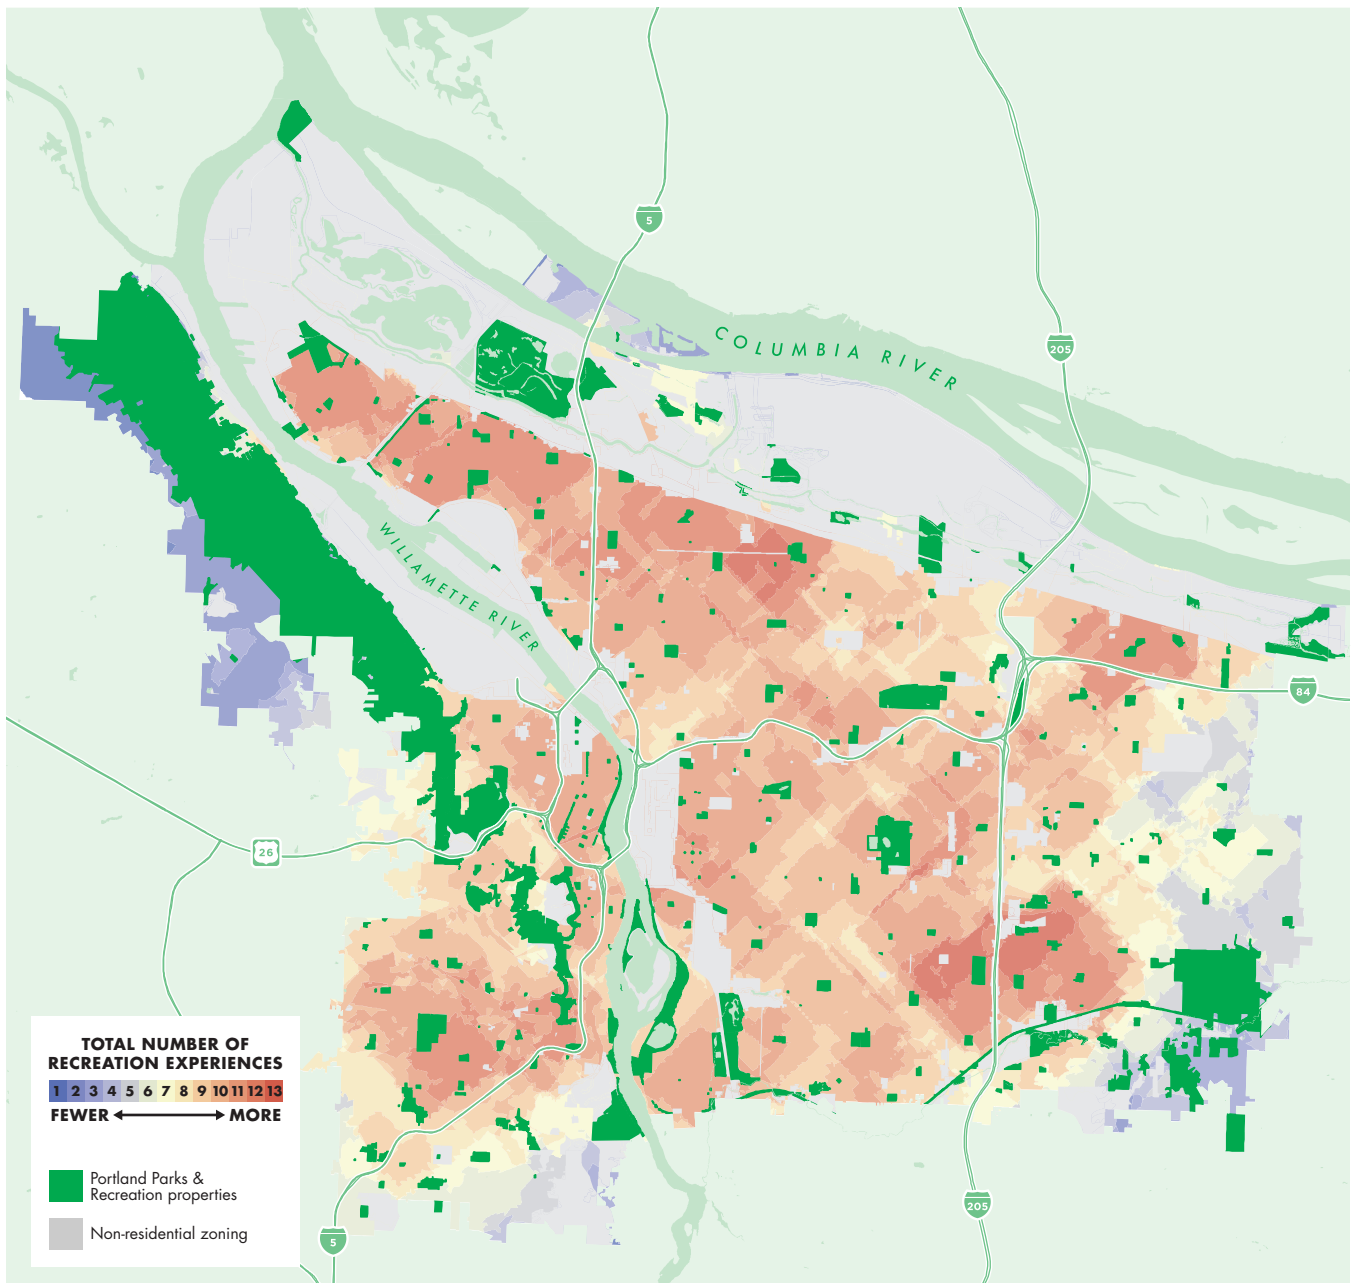 5
205
COLUMBIA RIVER
WILLAMETTE RIVER
84
26
TOTAL NUMBER OF
RECREATION EXPERIENCES
1 2 3 4 5 6 7 8 9 10 11 12 13
FEWER MORE
Portland Parks &
Recreation properties
Non-residential zoning
205
5